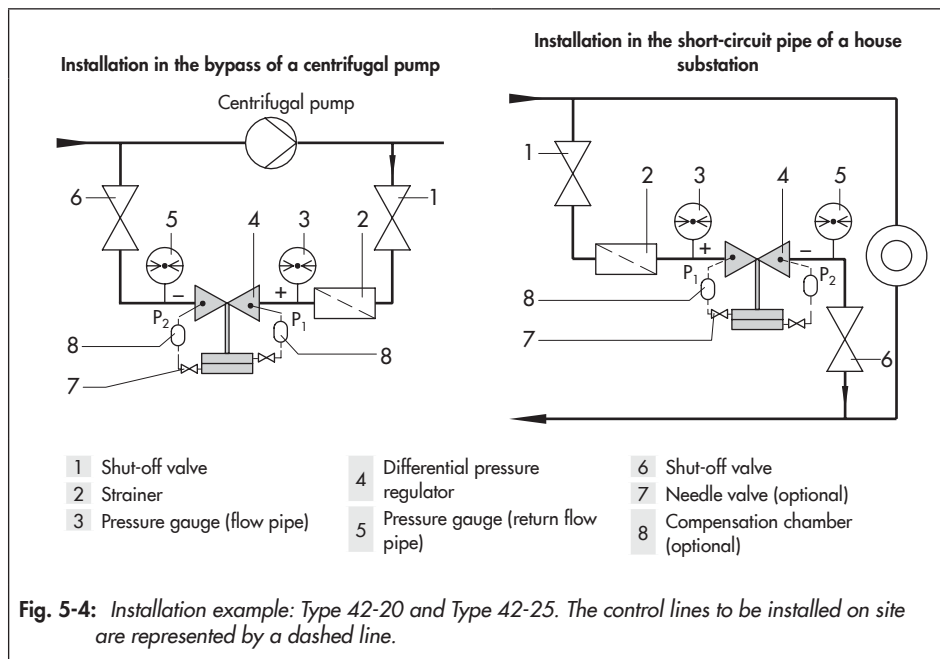 Installation in the bypass of a centrifugal pump
Centrifugal pump
6
1
5
4
3
2
−
+
P2
P1
8
8
7
Installation in the short-circuit pipe of a house
substation
1
2
3
4
5
+
−
P1
P2
8
7
6
1 Shut-off valve
2 Strainer
3 Pressure gauge (flow pipe)
4 Differential pressure
regulator
5 Pressure gauge (return flow
pipe)
6 Shut-off valve
7 Needle valve (optional)
8 Compensation chamber
(optional)
Fig. 5-4: Installation example: Type 42-20 and Type 42-25. The control lines to be installed on site
are represented by a dashed line.